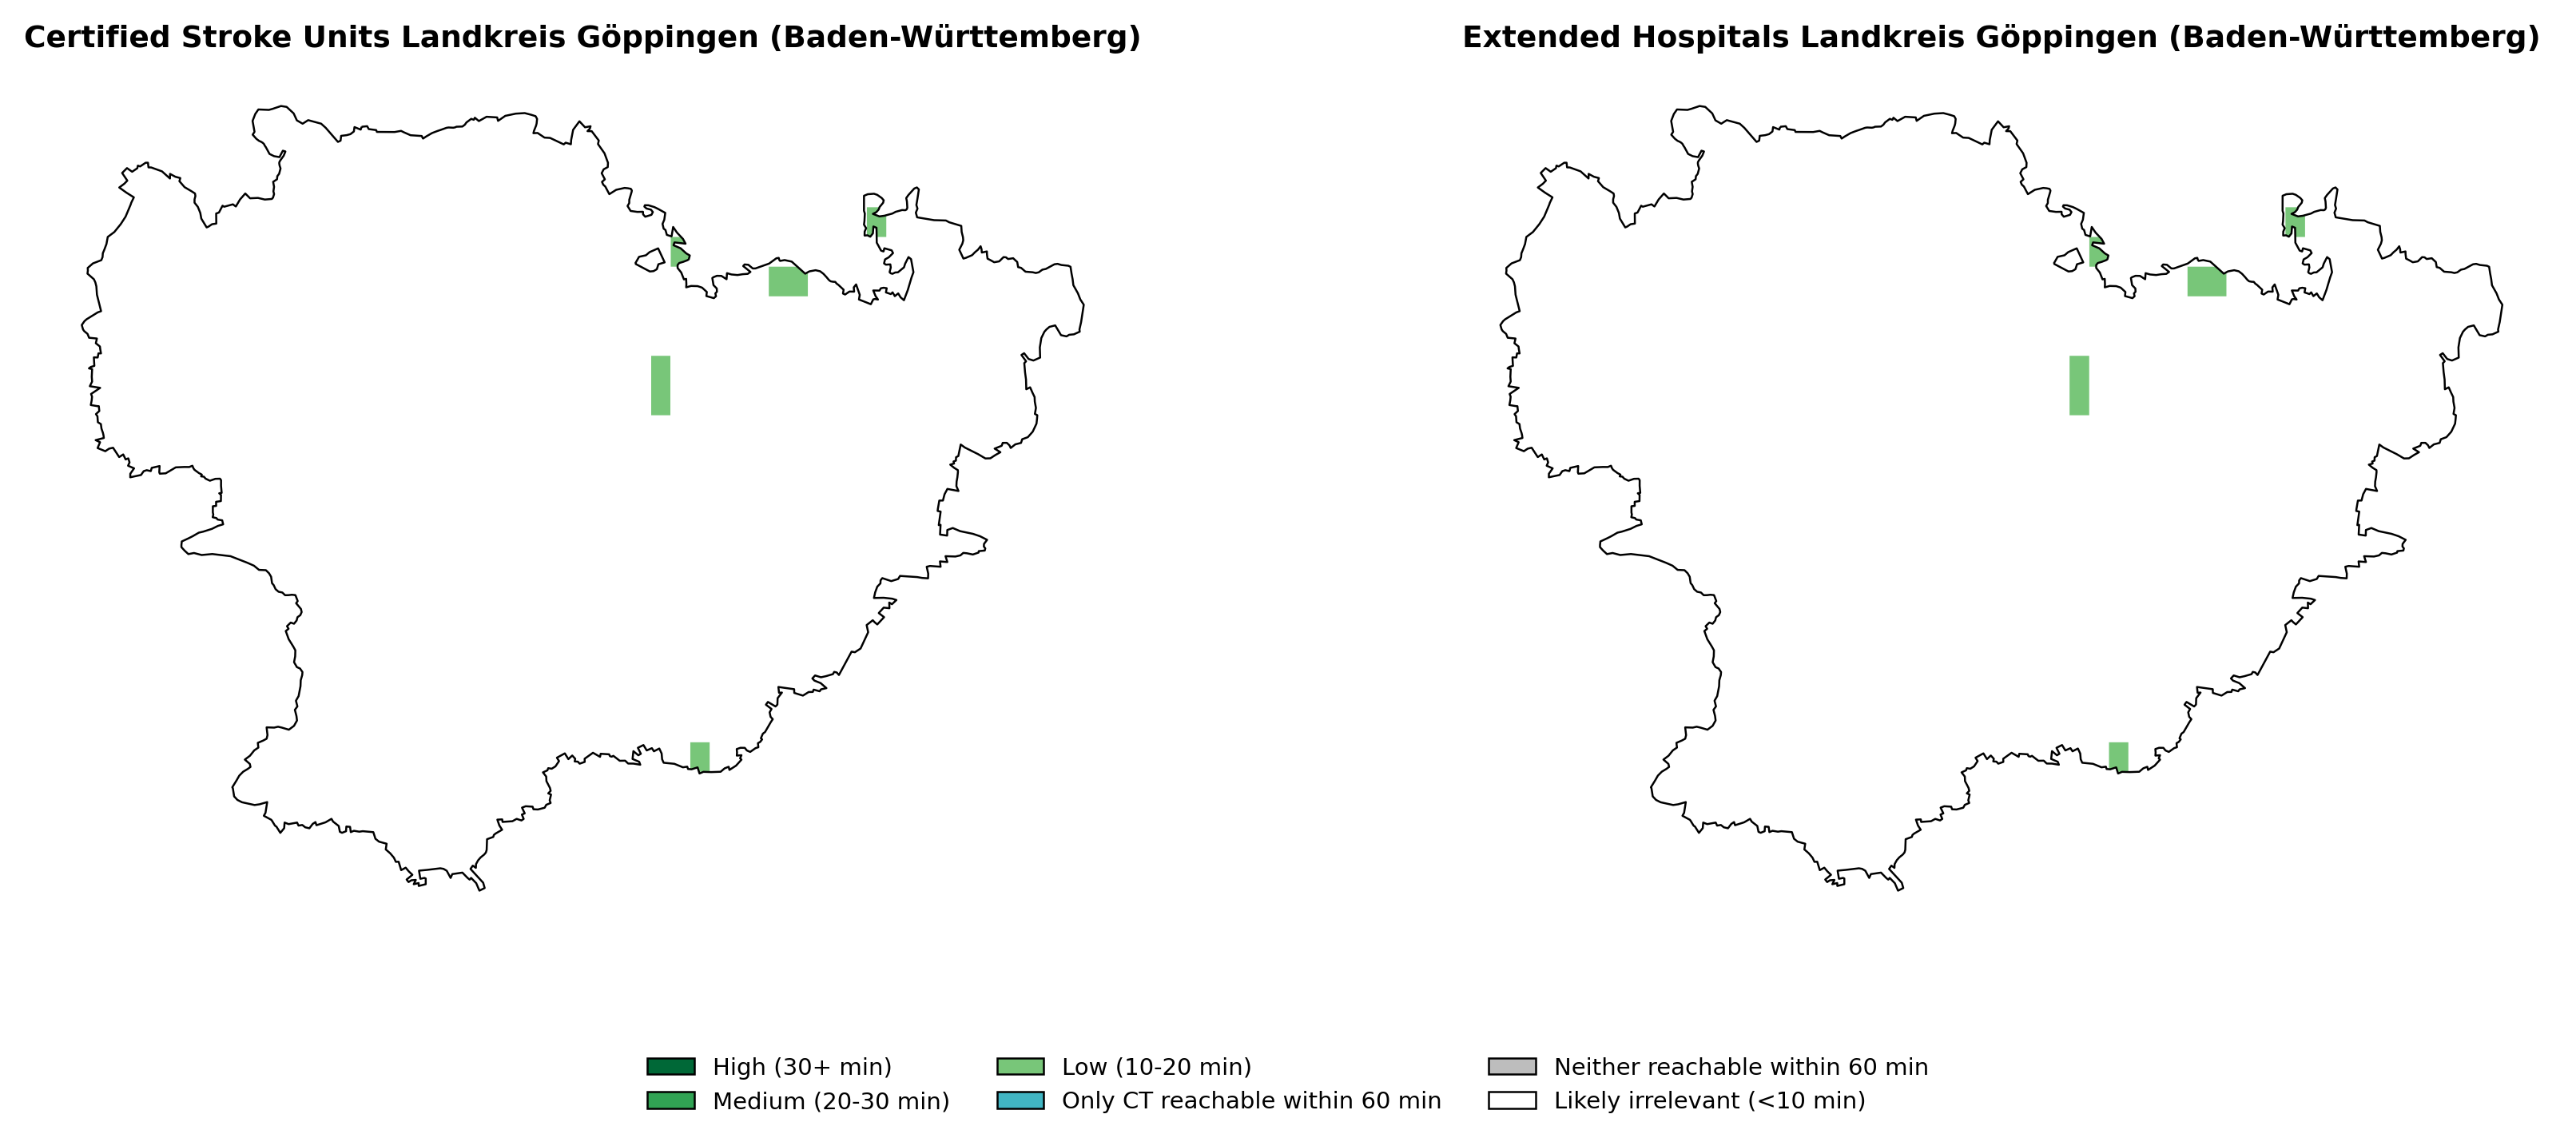 Certified Stroke Units Landkreis Göppingen (Baden-Württemberg)
Extended Hospitals Landkreis Göppingen (Baden-Württemberg)
High (30+ min)
Medium (20-30 min)
Low (10-20 min)
Only CT reachable within 60 min
Neither reachable within 60 min
Likely irrelevant (<10 min)